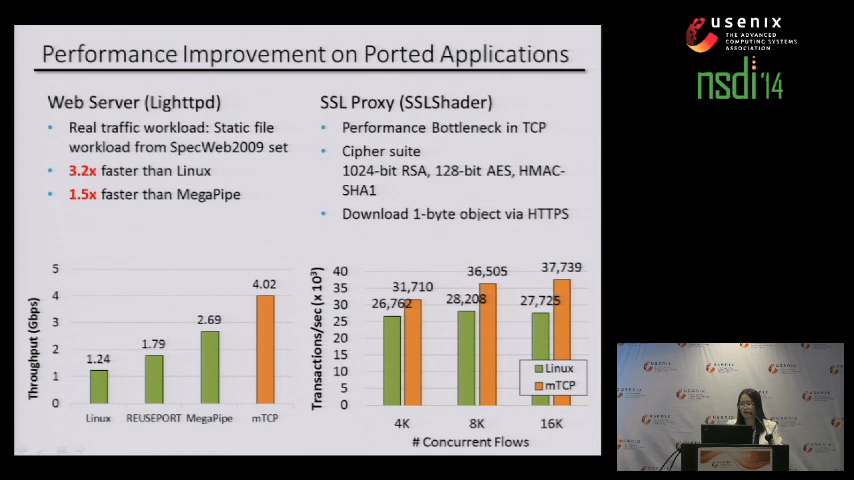 Performance Improvement on Ported Applications
Web Server (Lighttpd)
• Real traffic workload: Static file
workload from SpecWeb2009 set
• 3.2x faster than Linux
• 1.5x faster than MegaPipe
SSL Proxy (SSLShader)
• Performance Bottleneck in TCP
• Cipher suite
1024-bit RSA, 128-bit AES, HMAC-
SHA1
• Download 1-byte object via HTTPS
Throughput (Gbps)
5
4
3
2
1
0
1.24
1.79
2.69
4.02
Linux
REUSEPORT
MegaPipe
mTCP
Transactions/sec (x 10³)
40
35
30
25
20
15
10
5
0
26,762
31,710
28,208
36,505
27,725
37,739
Linux
mTCP
4K
8K
16K
# Concurrent Flows
usenix
THE ADVANCED
COMPUTING SYSTEMS
ASSOCIATION
nsdi '14
usenix